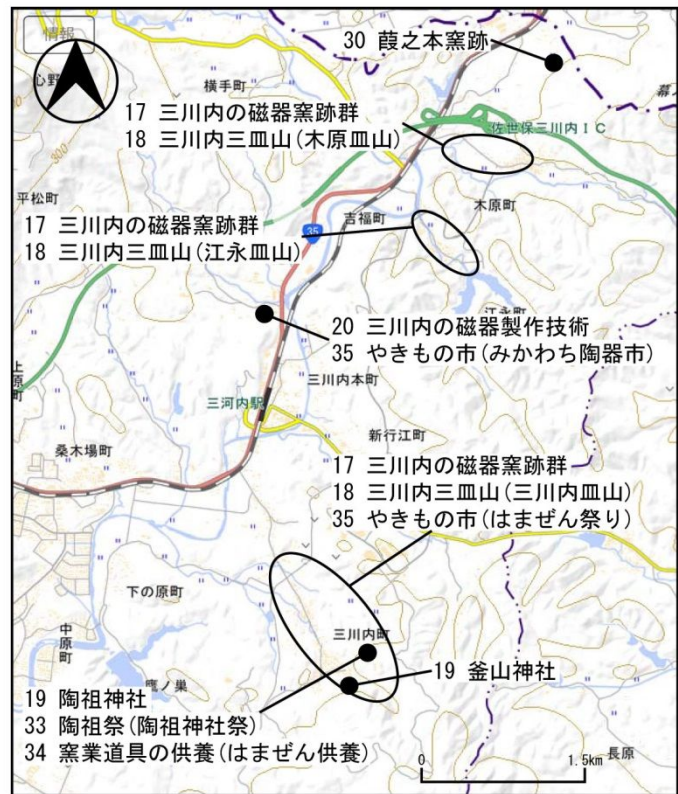 情報
心野
横手町
30 葭之本窯跡
17 三川内の磁器窯跡群
18 三川内三皿山(木原皿山)
佐世保三川内IC
平松町
300
木原町
吉福町
17 三川内の磁器窯跡群
18 三川内三皿山(江永皿山)
35
江永町
20 三川内の磁器製作技術
35 やきもの市(みかわち陶器市)
上原町
三川内本町
三河内駅
新行江町
桑木場町
17 三川内の磁器窯跡群
18 三川内三皿山(三川内皿山)
35 やきもの市(はまぜん祭り)
下の原町
中原町
三川内町
鷹ノ巣
19 釜山神社
19 陶祖神社
33 陶祖祭(陶祖神社祭)
34 窯業道具の供養(はまぜん供養)
0 1.5km
長原